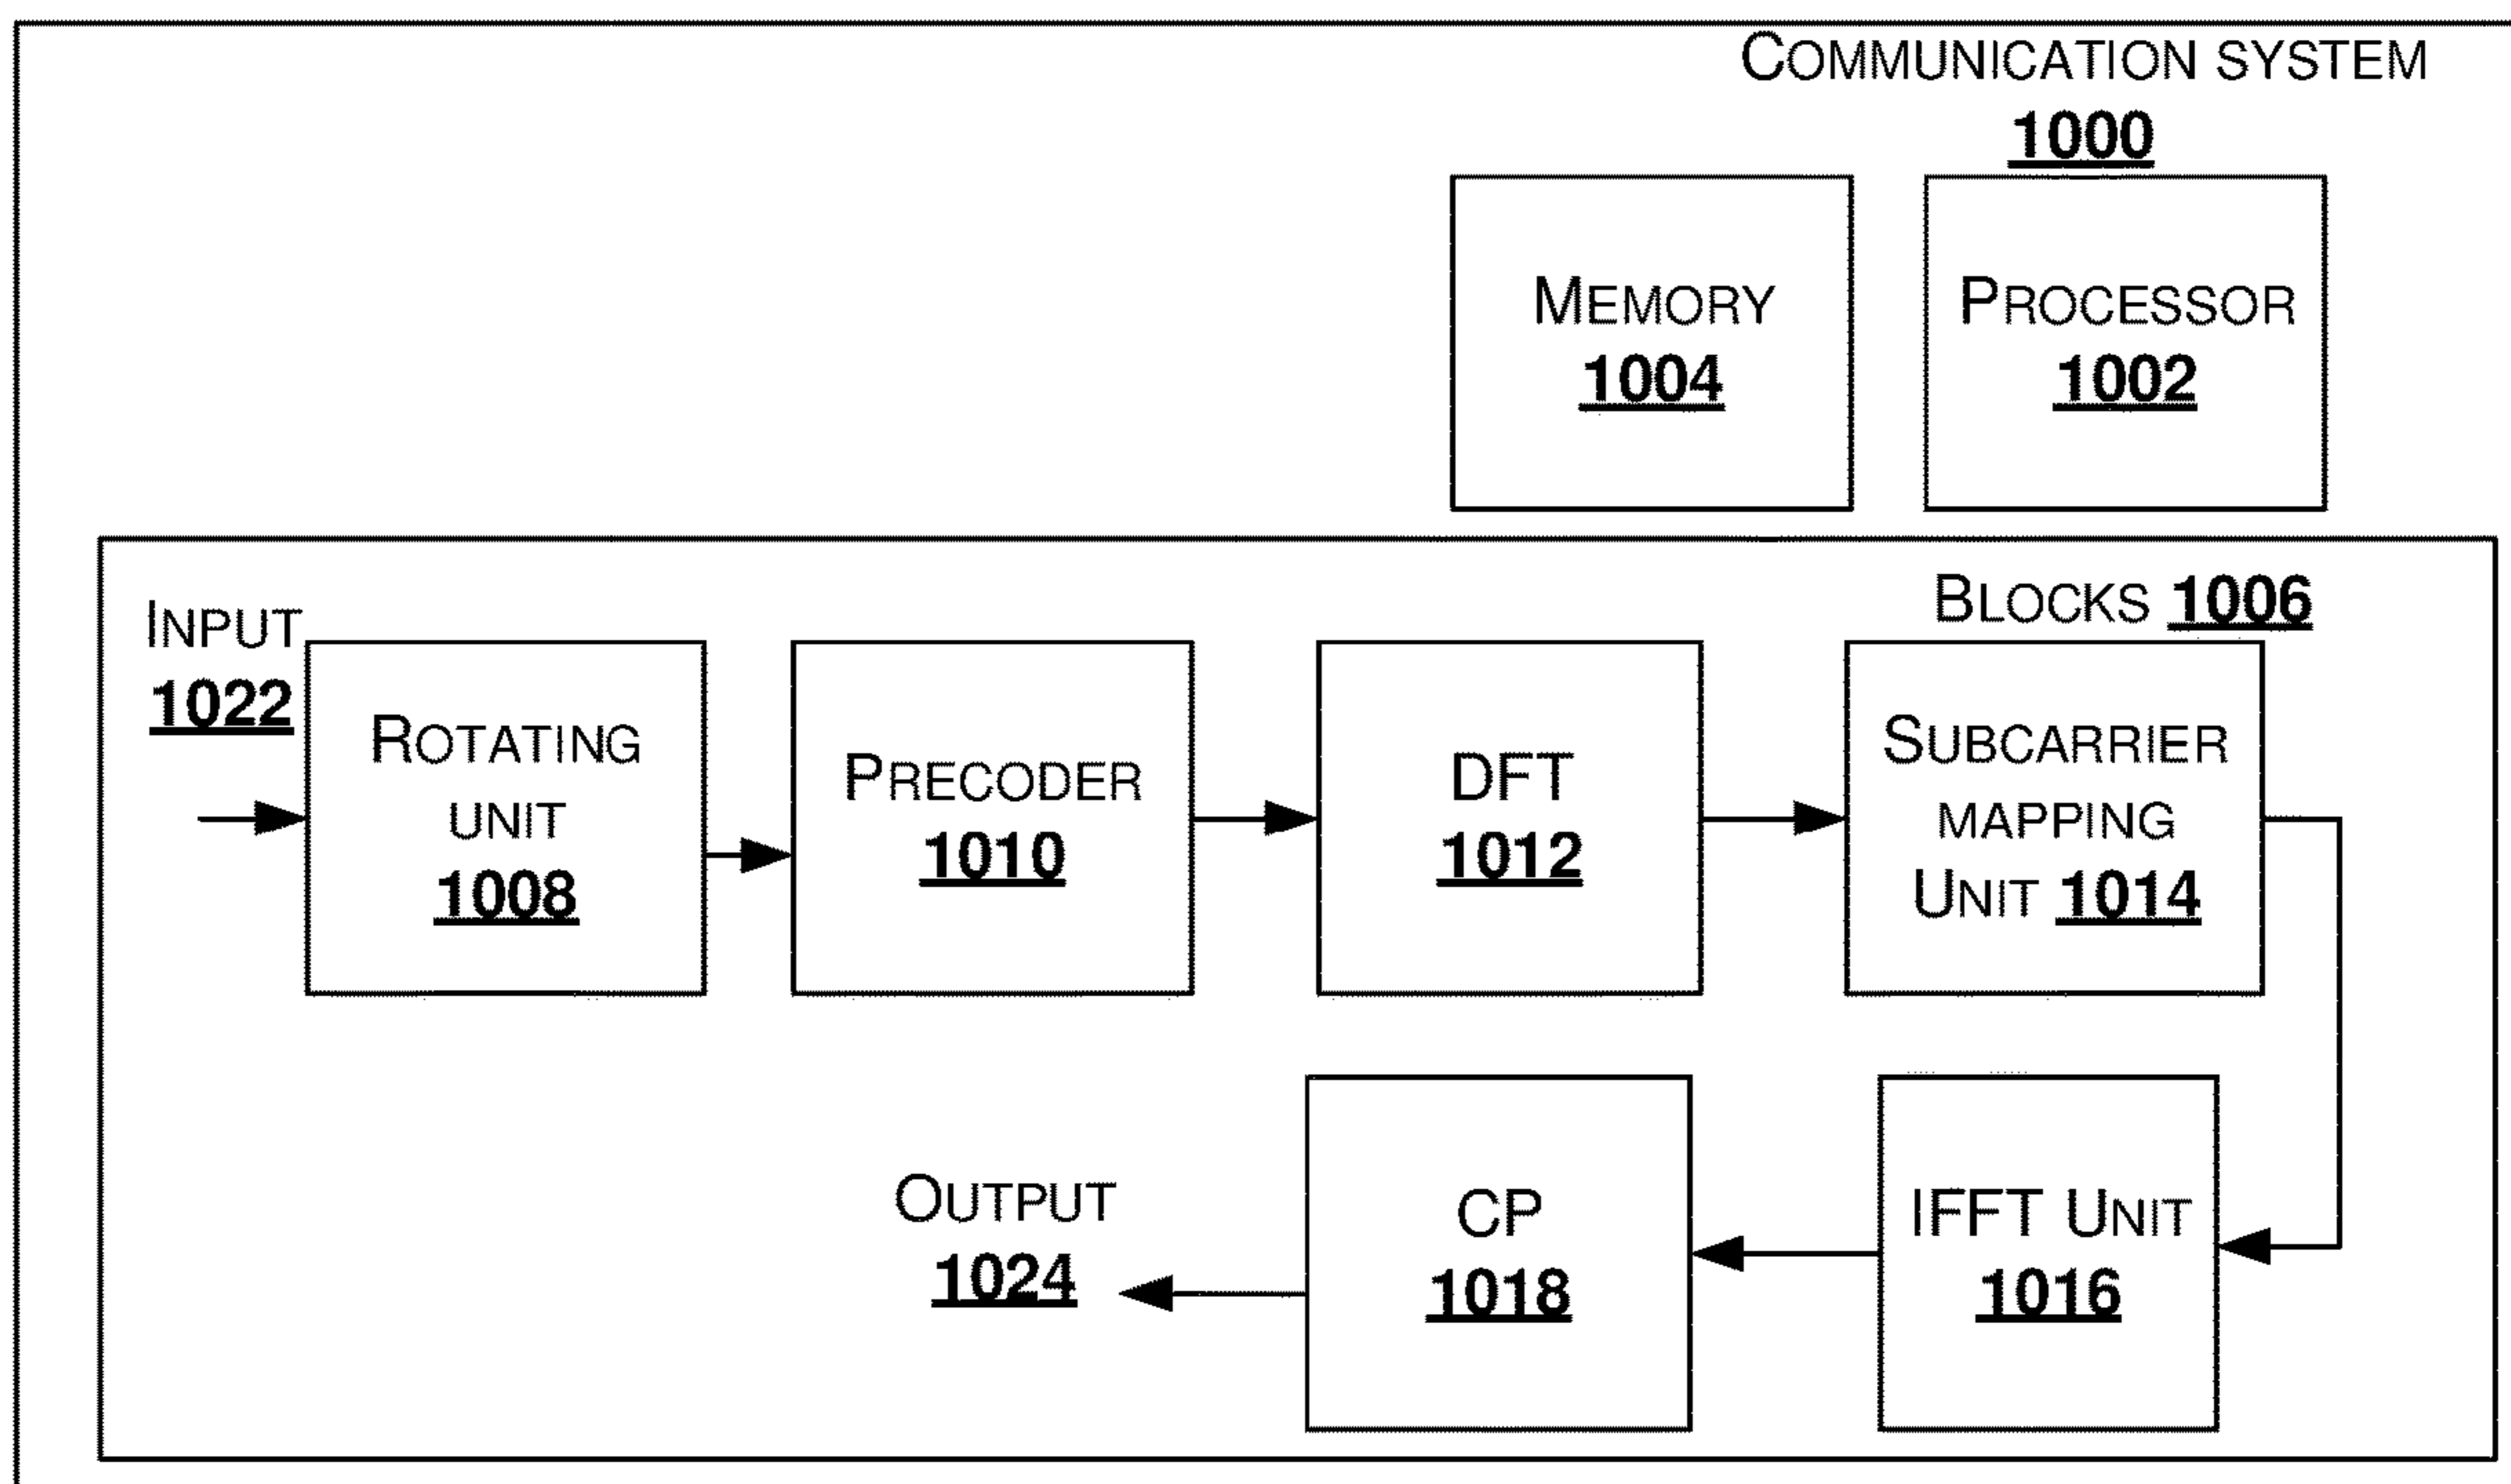 COMMUNICATION SYSTEM
1000
MEMORY
1004
PROCESSOR
1002
BLOCKS 1006
INPUT
1022
ROTATING
UNIT
1008
PRECODER
1010
DFT
1012
SUBCARRIER
MAPPING
UNIT 1014
OUTPUT
1024
CP
1018
IFFT UNIT
1016